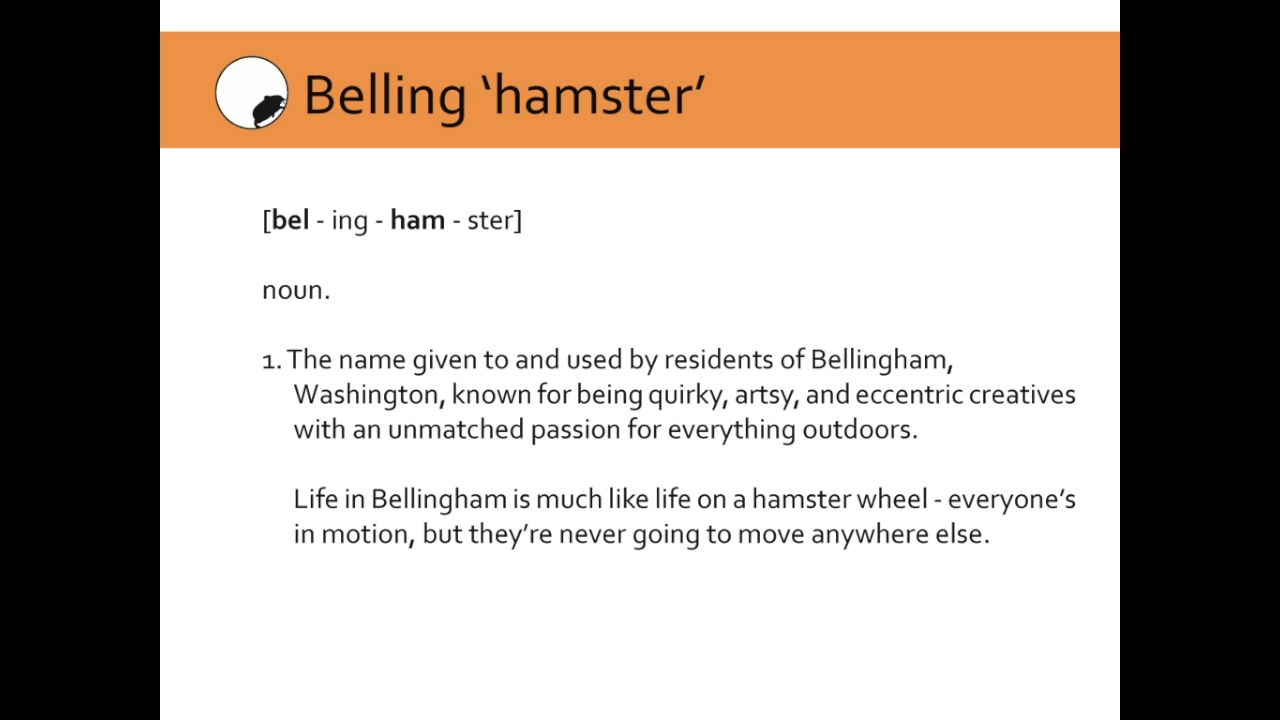 Belling ‘hamster’
[bel - ing - ham - ster]
noun.
1. The name given to and used by residents of Bellingham,
Washington, known for being quirky, artsy, and eccentric creatives
with an unmatched passion for everything outdoors.
Life in Bellingham is much like life on a hamster wheel - everyone’s
in motion, but they’re never going to move anywhere else.